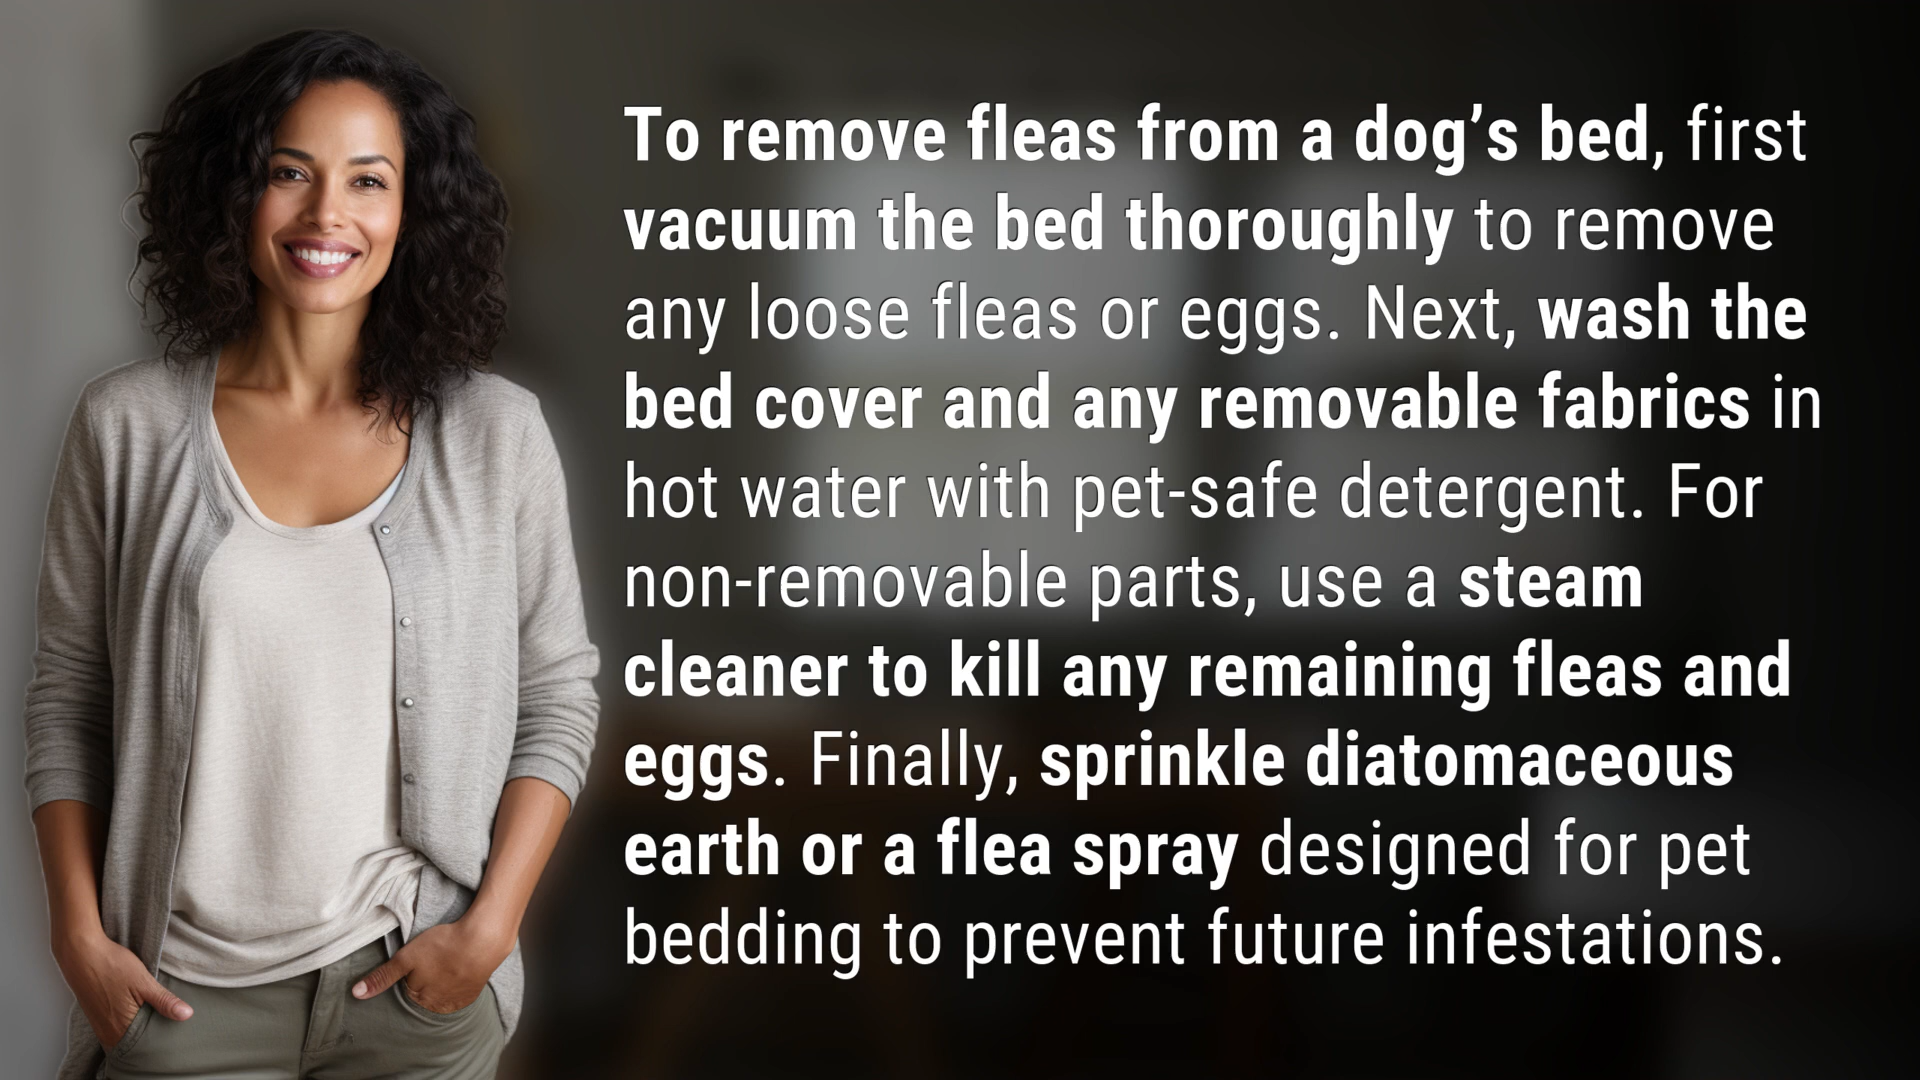 To remove fleas from a dog’s bed, first
vacuum the bed thoroughly to remove
any loose fleas or eggs. Next, wash the
bed cover and any removable fabrics in
hot water with pet-safe detergent. For
non-removable parts, use a steam
cleaner to kill any remaining fleas and
eggs. Finally, sprinkle diatomaceous
earth or a flea spray designed for pet
bedding to prevent future infestations.